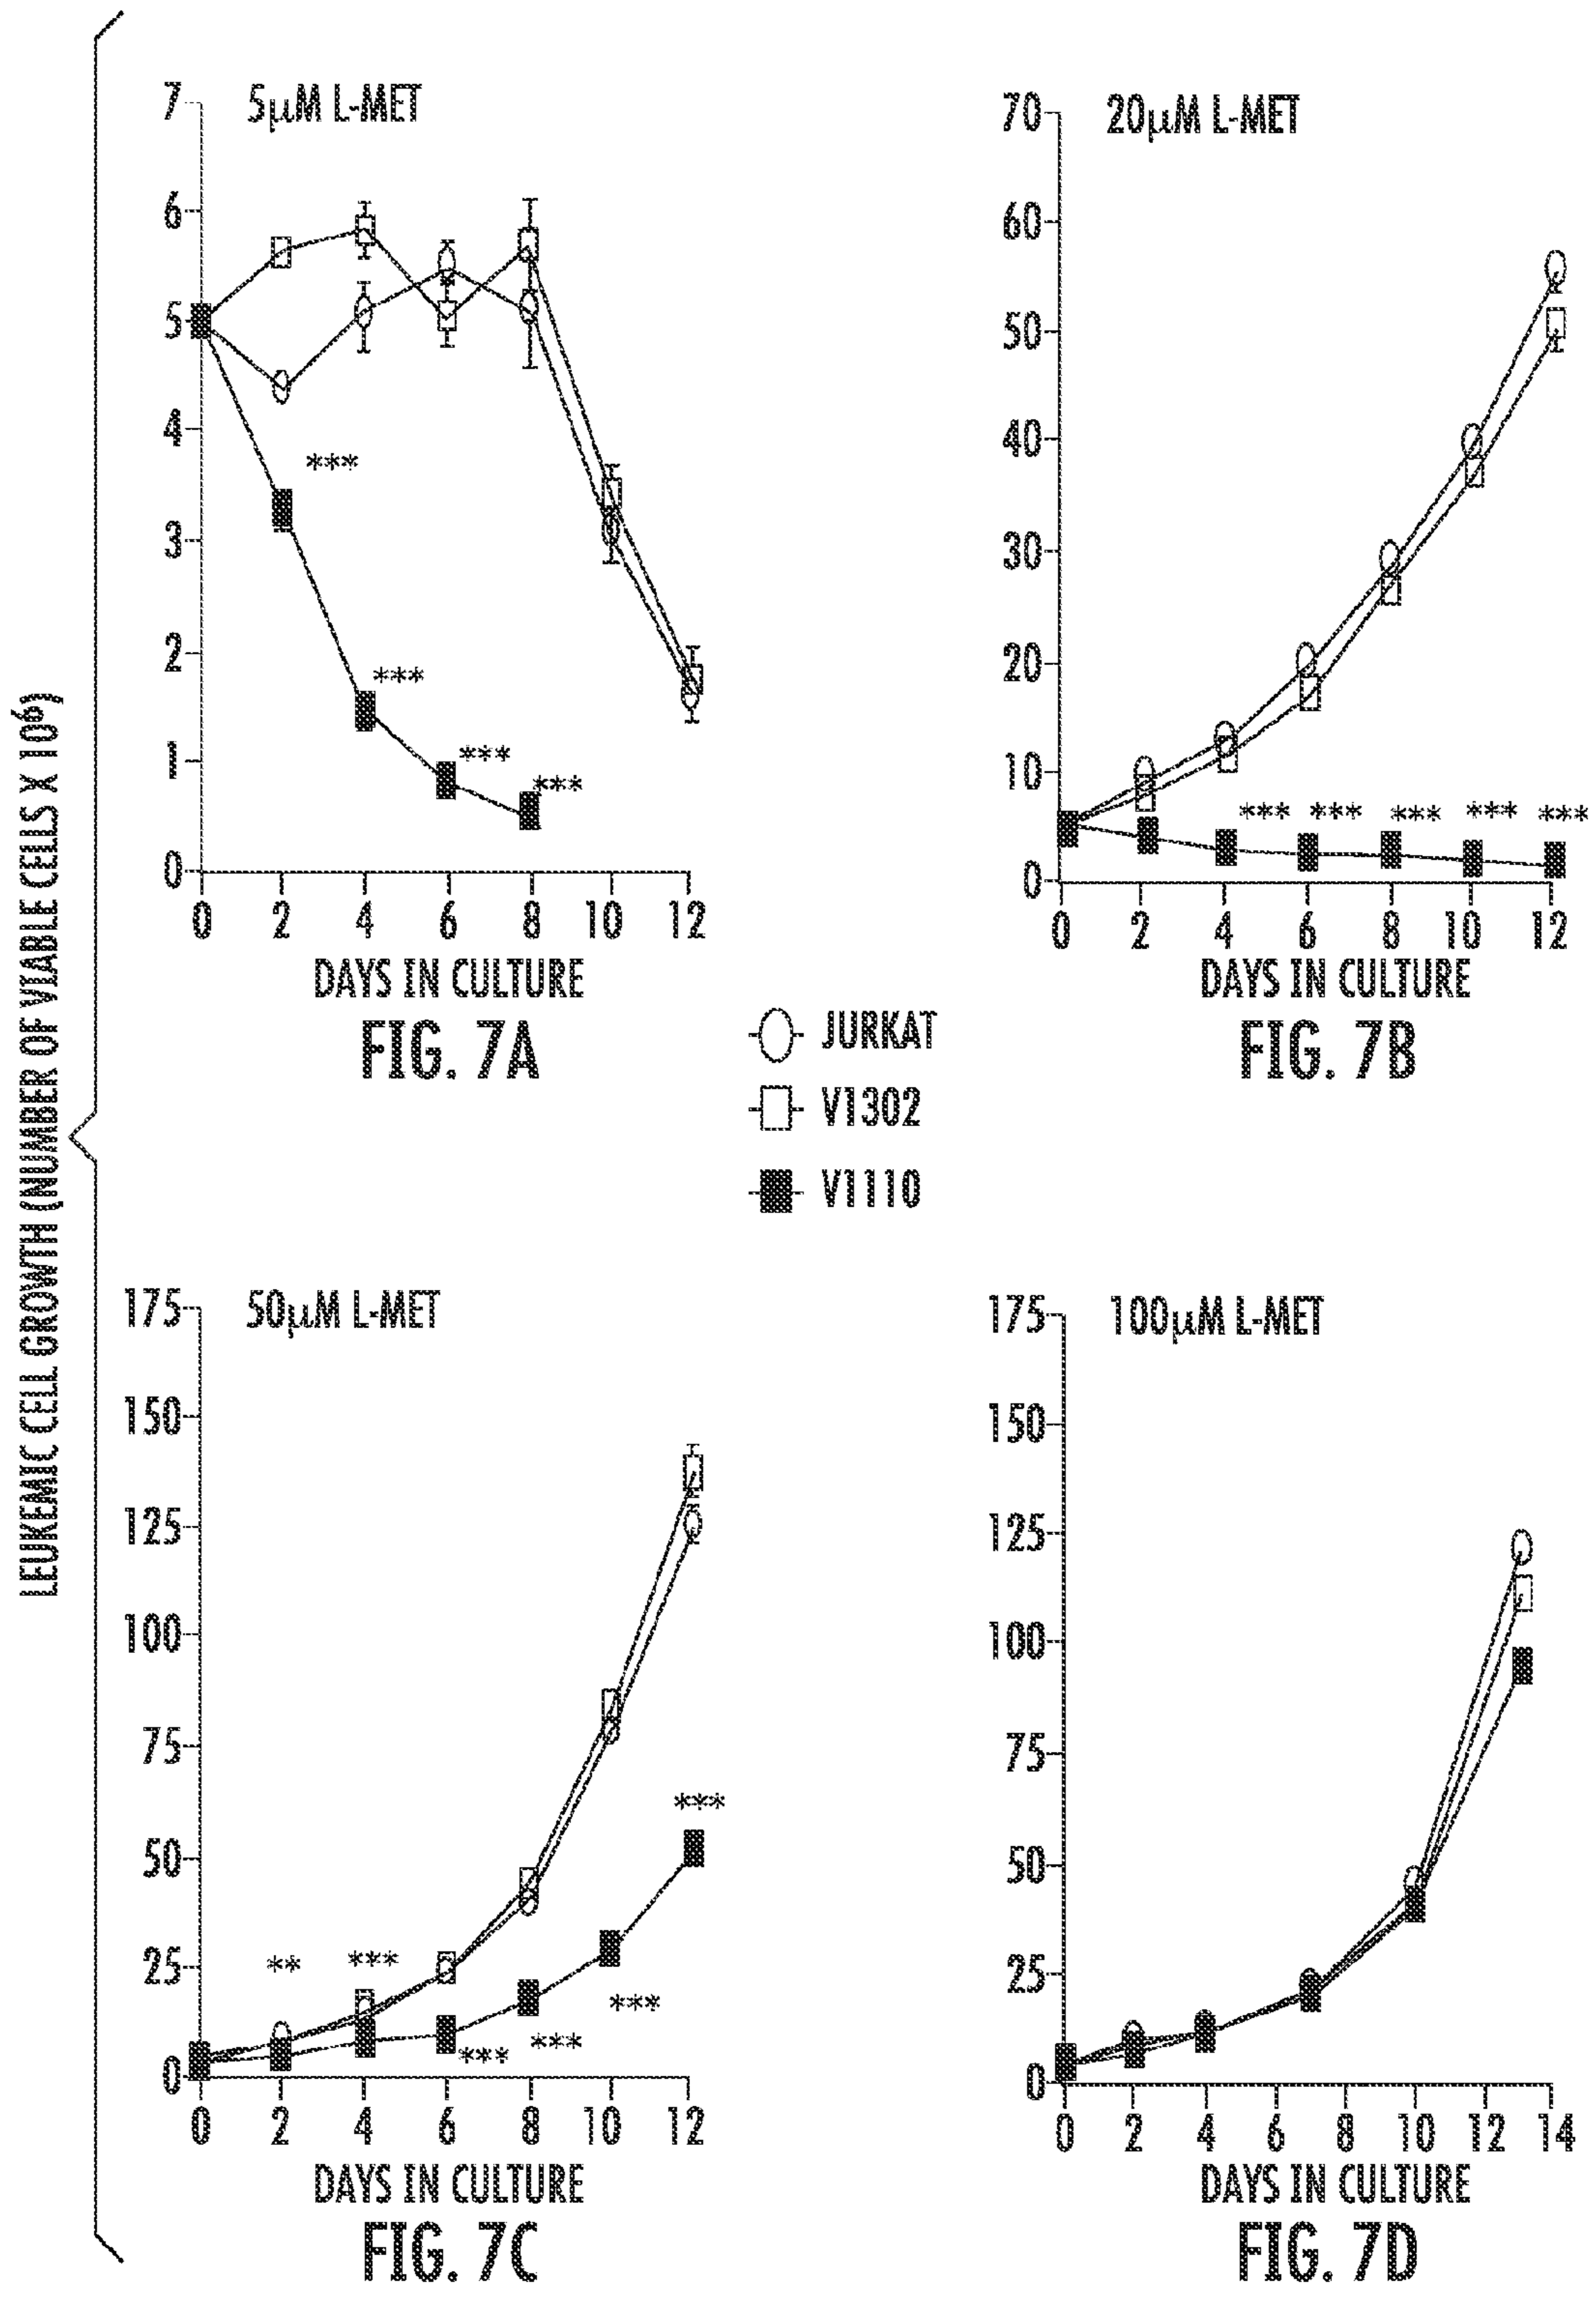 LEUKEMIC CELL GROWTH (NUMBER OF VIABLE CELLS X 10⁶)
5µM L-MET
7
6
5
4
3
2
1
0
***
***
***
***
0 2 4 6 8 10 12
DAYS IN CULTURE
FIG. 7A
20µM L-MET
70
60
50
40
30
20
10
0
*** *** *** *** ***
0 2 4 6 8 10 12
DAYS IN CULTURE
FIG. 7B
JURKAT
V1302
V1110
50µM L-MET
175
150
125
100
75
50
25
0
** ***
***
***
***
***
0 2 4 6 8 10 12
DAYS IN CULTURE
FIG. 7C
100µM L-MET
175
150
125
100
75
50
25
0
0 2 4 6 8 10 12 14
DAYS IN CULTURE
FIG. 7D